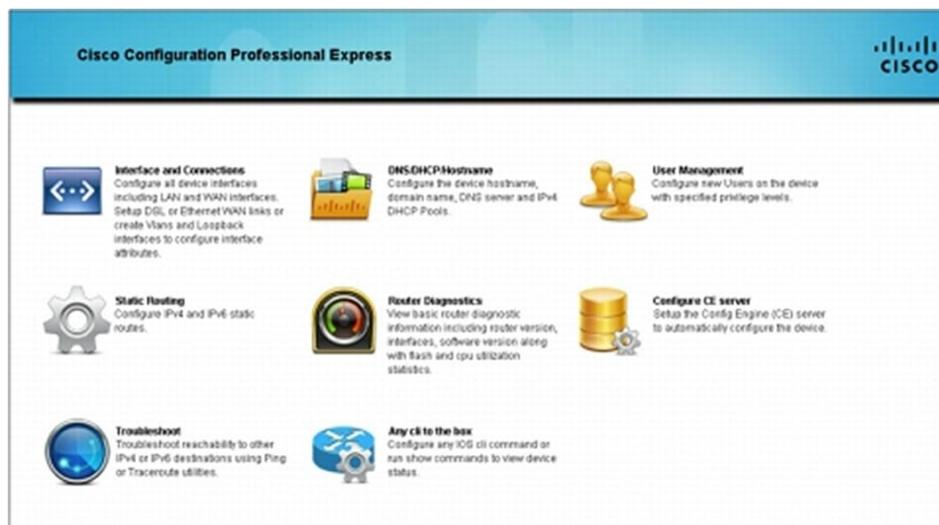 Cisco Configuration Professional Express
CISCO
Interface and Connections
Configure all device interfaces
including LAN and WAN interfaces.
Setup DSL or Ethernet WAN links or
create Vlans and Loopback
interfaces to configure interface
attributes.
DNS/DHCP/Hostname
Configure the device hostname,
domain name, DNS server and IPv4
DHCP Pools.
User Management
Configure new Users on the device
with specified privilege levels.
Static Routing
Configure IPv4 and IPv6 static
routes.
Router Diagnostics
View basic router diagnostic
information including router version,
interfaces, software version along
with flash and cpu utilization
statistics.
Configure CE server
Setup the Config Engine (CE) server
to automatically configure the device.
Troubleshoot
Troubleshoot reachability to other
IPv4 or IPv6 destinations using Ping
or Traceroute utilities.
Any cli to the box
Configure any IOS cli command or
run show commands to view device
status.